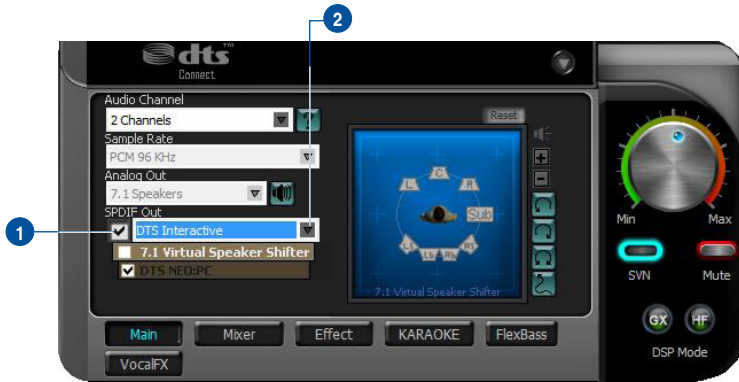 2
dts™
Connect
Audio Channel
2 Channels
?
Reset
Sample Rate
PCM 96 KHz
Analog Out
7.1 Speakers
SPDIF Out
1
DTS Interactive
7.1 Virtual Speaker Shifter
DTS NEO:PC
L
C
R
Sub
Ls
Lb
Rb
Rs
7.1 Virtual Speaker Shifter
Min
Max
SVN
Mute
GX
HF
DSP Mode
Main
Mixer
Effect
KARAOKE
FlexBass
VocalFX